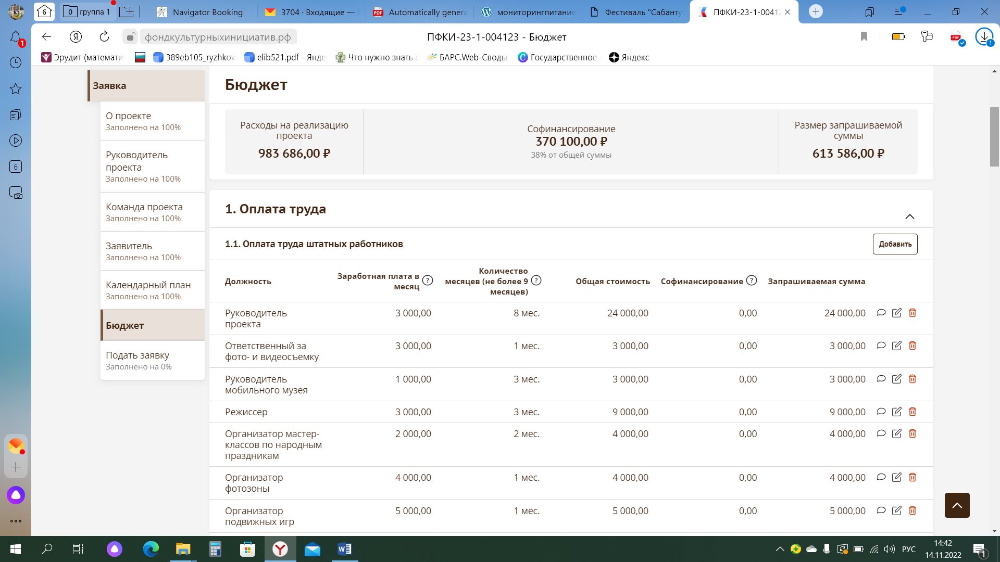 6
0
группа 1
Navigator Booking
3704 · Входящие —
Automatically genera
мониторингпитание
Фестиваль "Сабанту
ПФКИ-23-1-00412
1
фондкультурныхинициатив.рф
ПФКИ-23-1-004123 - Бюджет
PDF
1
Эрудит (математи
389eb105_ryzhkov
elib521.pdf - Янде
Что нужно знать
БАРС.Web-Своды
Государственное
Яндекс
6
Заявка
О проекте
Заполнено на 100%
Руководитель
проекта
Заполнено на 100%
Команда проекта
Заполнено на 100%
Заявитель
Заполнено на 100%
Календарный план
Заполнено на 100%
Бюджет
Подать заявку
Заполнено на 0%
Бюджет
Расходы на реализацию
проекта
983 686,00 ₽
Софинансирование
370 100,00 ₽
38% от общей суммы
Размер запрашиваемой
суммы
613 586,00 ₽
1. Оплата труда
1.1. Оплата труда штатных работников
Добавить
Должность
Заработная плата в
месяц ?
Количество
месяцев (не более 9
месяцев) ?
Общая стоимость
Софинансирование ?
Запрашиваемая сумма
Руководитель
проекта
3 000,00 8 мес. 24 000,00 0,00 24 000,00
Ответственный за
фото- и видеосъемку
3 000,00 1 мес. 3 000,00 0,00 3 000,00
Руководитель
мобильного музея
1 000,00 3 мес. 3 000,00 0,00 3 000,00
Режиссер 3 000,00 3 мес. 9 000,00 0,00 9 000,00
Организатор мастер-
классов по народным
праздникам
2 000,00 2 мес. 4 000,00 0,00 4 000,00
Организатор
фотозоны
4 000,00 1 мес. 4 000,00 0,00 4 000,00
Организатор
подвижных игр
5 000,00 1 мес. 5 000,00 0,00 5 000,00
РУС
14:42
14.11.2022
1